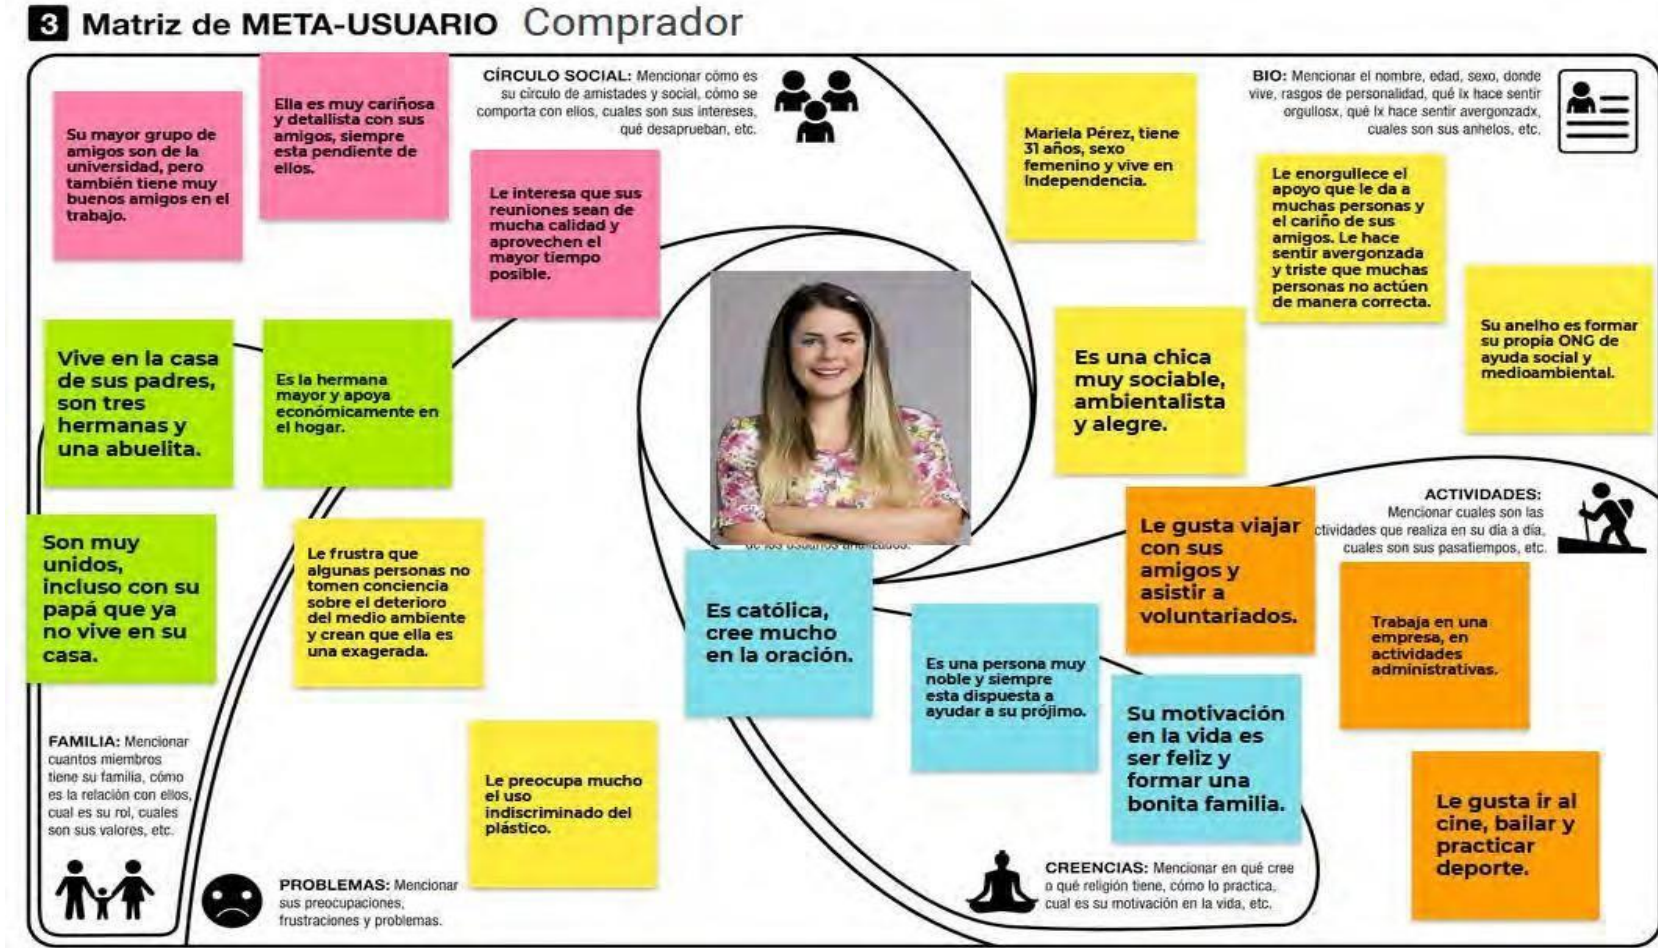 3 Matriz de META-USUARIO Comprador
CÍRCULO SOCIAL: Mencionar cómo es
su círculo de amistades y social, cómo se
comporta con ellos, cuales son sus intereses,
qué desaprueban, etc.
Su mayor grupo de
amigos son de la
universidad, pero
también tiene muy
buenos amigos en el
trabajo.
Ella es muy cariñosa
y detallista con sus
amigos, siempre
esta pendiente de
ellos.
Le interesa que sus
reuniones sean de
mucha calidad y
aprovechen el
mayor tiempo
posible.
BIO: Mencionar el nombre, edad, sexo, donde
vive, rasgos de personalidad, qué lx hace sentir
orgullosx, qué lx hace sentir avergonzadx,
cuales son sus anhelos, etc.
Mariela Pérez, tiene
31 años, sexo
femenino y vive en
Independencia.
Le enorgullece el
apoyo que le da a
muchas personas y
el cariño de sus
amigos. Le hace
sentir avergonzada
y triste que muchas
personas no actúen
de manera correcta.
Su anelho es formar
su propia ONG de
ayuda social y
medioambiental.
Es una chica
muy sociable,
ambientalista
y alegre.
Vive en la casa
de sus padres,
son tres
hermanas y
una abuelita.
Es la hermana
mayor y apoya
económicamente en
el hogar.
Son muy
unidos,
incluso con su
papá que ya
no vive en su
casa.
FAMILIA: Mencionar
cuantos miembros
tiene su familia, cómo
es la relación con ellos,
cual es su rol, cuales
son sus valores, etc.
Le frustra que
algunas personas no
tomen conciencia
sobre el deterioro
del medio ambiente
y crean que ella es
una exagerada.
Le preocupa mucho
el uso
indiscriminado del
plástico.
PROBLEMAS: Mencionar
sus preocupaciones,
frustraciones y problemas.
de los usuarios analizados.
Es católica,
cree mucho
en la oración.
Es una persona muy
noble y siempre
esta dispuesta a
ayudar a su prójimo.
Su motivación
en la vida es
ser feliz y
formar una
bonita familia.
CREENCIAS: Mencionar en qué cree
o qué religión tiene, cómo lo practica,
cual es su motivación en la vida, etc.
ACTIVIDADES:
Mencionar cuales son las
ctividades que realiza en su día a día,
cuales son sus pasatiempos, etc.
Le gusta viajar
con sus
amigos y
asistir a
voluntariados.
Trabaja en una
empresa, en
actividades
administrativas.
Le gusta ir al
cine, bailar y
practicar
deporte.